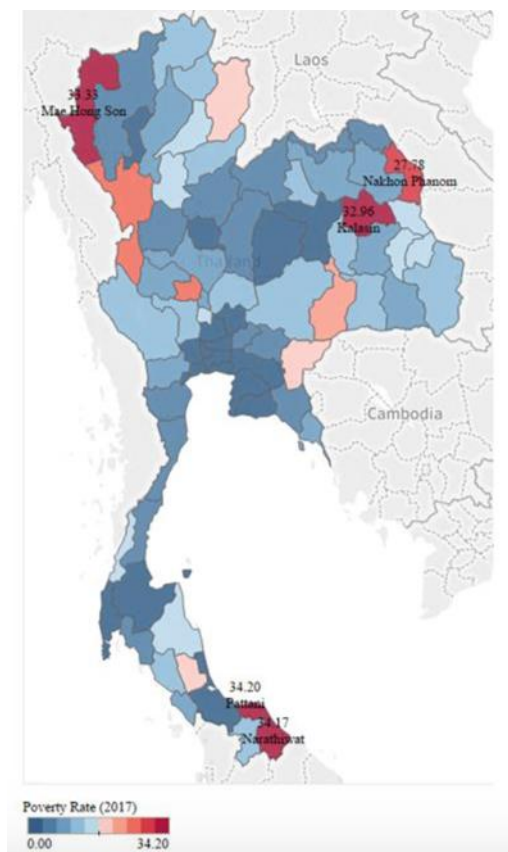 Laos
33.33
Mae Hong Son
27.78
Nakhon Phanom
32.96
Kalasin
Thailand
Cambodia
34.20
Pattani
34.17
Narathiwat
Poverty Rate (2017)
0.00 34.20